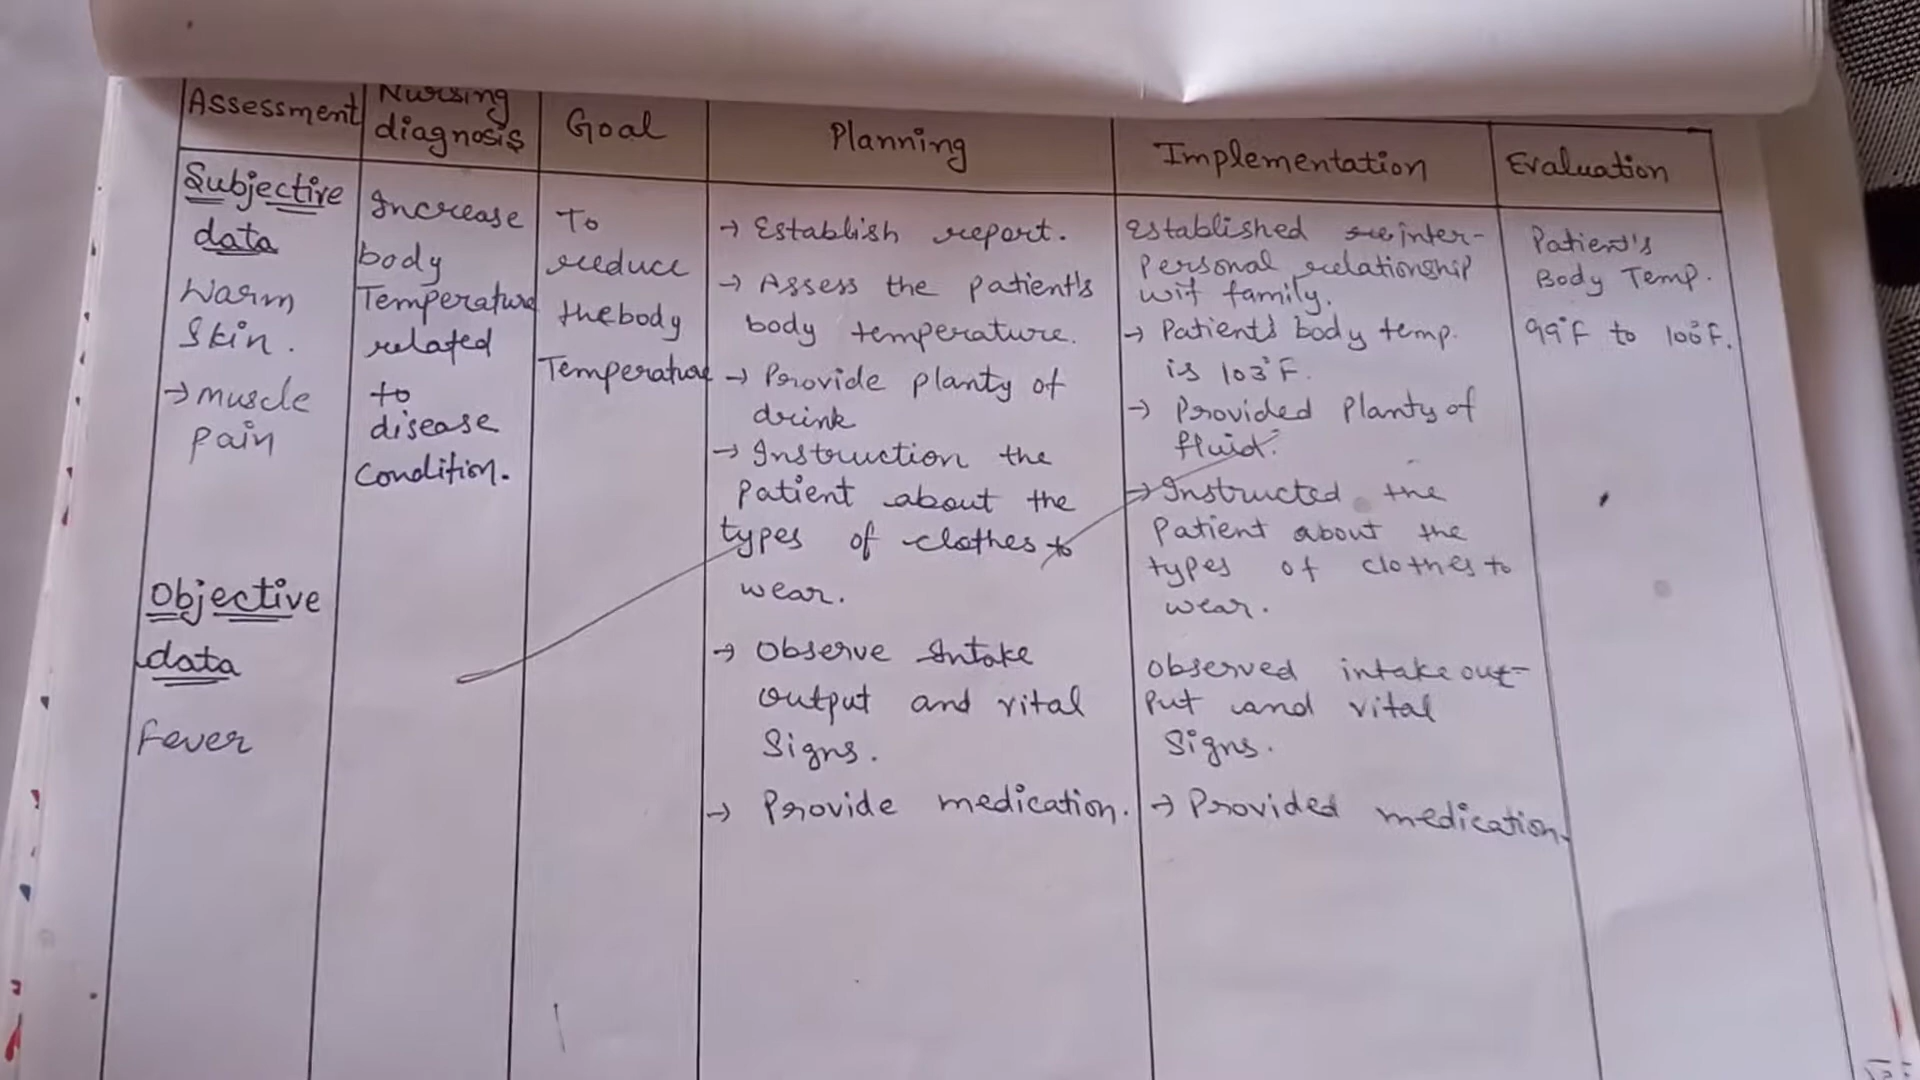 Assessment
Nursing
diagnosis
Goal
Planning
Implementation
Evaluation
Subjective
data
Warm
Skin.
→ muscle
pain
Objective
data
Fever
Increase
body
Temperature
related
to
disease
Condition.
To
reduce
the body
Temperature
→ Establish report.
→ Assess the patient's
body temperature.
→ Provide planty of
drink
→ Instruction the
patient about the
types of clothes to
wear.
→ Observe Intake
output and vital
Signs.
→ Provide medication.
established inter-
personal relationship
wit family.
→ Patient's body temp.
is 103°F.
→ Provided planty of
fluid.
→ Instructed the
patient about the
types of clothes to
wear.
observed intake out-
put and vital
Signs.
→ Provided medication.
Patient's
Body Temp.
99°F to 100°F.